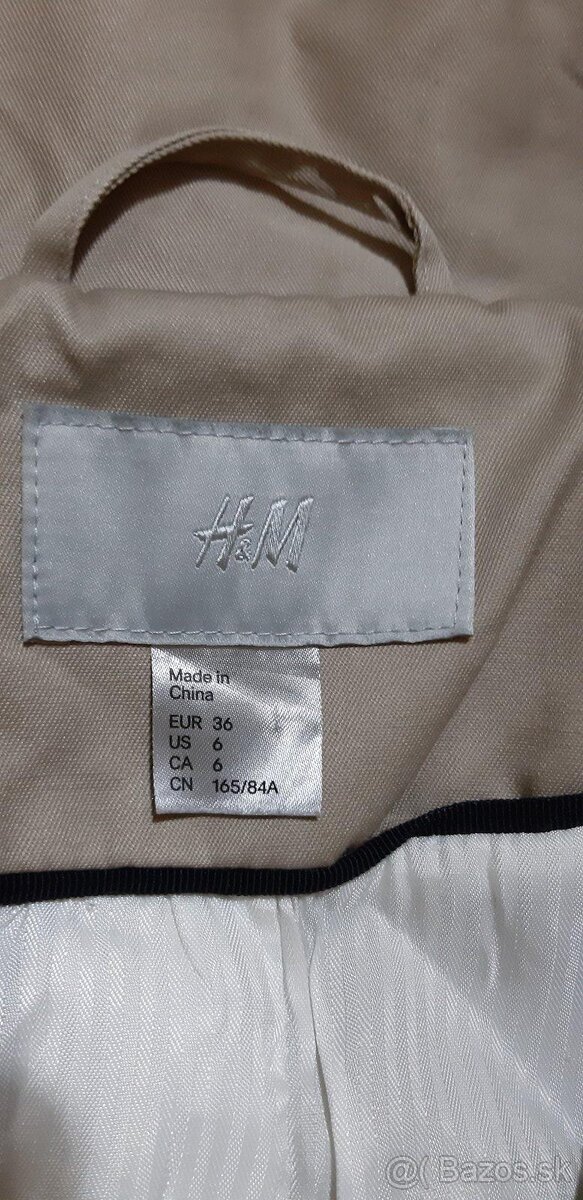 H&M
Made in
China
EUR 36
US 6
CA 6
CN 165/84A
@( Bazos.sk